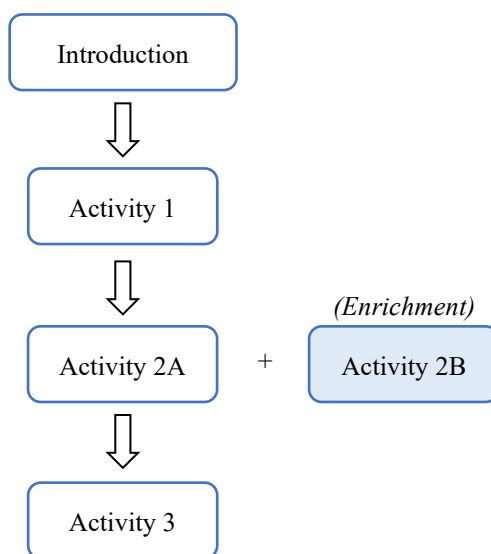 Introduction
Activity 1
(Enrichment)
Activity 2A + Activity 2B
Activity 3